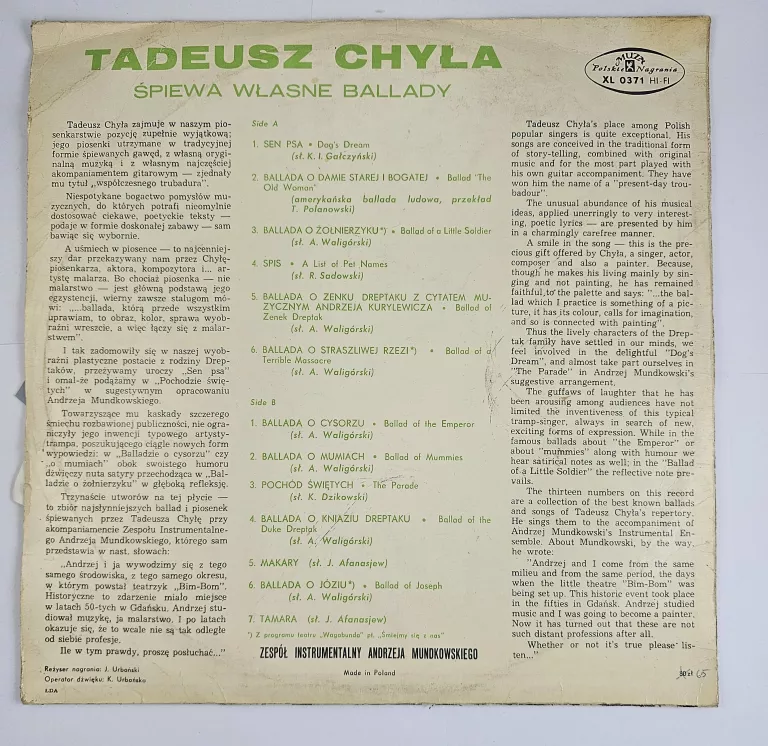 TADEUSZ CHYŁA
ŚPIEWA WŁASNE BALLADY
MUZA
Polskie Nagrania
XL 0371 HI-FI
Tadeusz Chyła zajmuje w naszym pio-
senkarstwie pozycję zupełnie wyjątkową;
jego piosenki utrzymane w tradycyjnej
formie śpiewanych gawęd, z własną orygi-
nalną muzyką i z własnym najczęściej
akompaniamentem gitarowym — zjednały
mu tytuł „współczesnego trubadura".
Niespotykane bogactwo pomysłów mu-
zycznych, do których potrafi nieomylnie
dostosować ciekawe, poetyckie teksty —
podaje w formie doskonałej zabawy — sam
bawiąc się wybornie.
A uśmiech w piosence — to najcenniej-
szy dar przekazywany nam przez Chyłę-
piosenkarza, aktora, kompozytora i... ar-
tystę malarza. Bo chociaż piosenka — nie
malarstwo — jest główną podstawą jego
egzystencji, wierny zawsze stalugom mó-
wi: „...ballada, którą przede wszystkim
uprawiam, to obraz, kolor, sprawa wyob-
raźni wreszcie, a więc łączy się z malar-
stwem".
I tak zadomowiły się w naszej wyob-
raźni plastyczne postacie z rodziny Drep-
taków, przeżywamy uroczy „Sen psa"
i omal-że podążamy w „Pochodzie świę-
tych" w sugestywnym opracowaniu
Andrzeja Mundkowskiego.
Towarzyszące mu kaskady szczerego
śmiechu rozbawionej publiczności, nie ogra-
niczyły jego inwencji typowego artysty-
trampa, poszukującego ciągle nowych form
wypowiedzi: w „Balladzie o cysorzu" czy
„o mumiach" obok swoistego humoru
dźwięczy nuta satyry przechodząca w „Bal-
ladzie o żołnierzyku" w głęboką refleksję.
Trzynaście utworów na tej płycie —
to zbiór najsłynniejszych ballad i piosenek
śpiewanych przez Tadeusza Chyłę przy
akompaniamencie Zespołu Instrumentalne-
go Andrzeja Mundkowskiego, którego sam
przedstawia w nast. słowach:
„Andrzej i ja wywodzimy się z tego
samego środowiska, z tego samego okresu,
w którym powstał teatrzyk „Bim-Bom".
Historyczne to zdarzenie miało miejsce
w latach 50-tych w Gdańsku. Andrzej stu-
diował muzykę, ja malarstwo. I po latach
okazuje się, że to wcale nie są tak odległe
od siebie profesje.
Ile w tym prawdy, proszę posłuchać..."
Reżyser nagrania: J. Urbański
Operator dźwięku: K. Urbańska
LDA
Side A
1. SEN PSA • Dog's Dream
(sł. K. I. Gałczyński)
2. BALLADA O DAMIE STAREJ I BOGATEJ • Ballad "The
Old Woman"
(amerykańska ballada ludowa, przekład
T. Polanowski)
3. BALLADA O ŻOŁNIERZYKU*) • Ballad of a Little Soldier
(sł. A. Waligórski)
4. SPIS • A List of Pet Names
(sł. R. Sadowski)
5. BALLADA O ZENKU DREPTAKU Z CYTATEM MU-
ZYCZNYM ANDRZEJA KURYLEWICZA • Ballad of
Zenek Dreptak
(sł. A. Waligórski)
6. BALLADA O STRASZLIWEJ RZEZI*) • Ballad of a
Terrible Massacre
(sł. A. Waligórski)
Side B
1. BALLADA O CYSORZU • Ballad of the Emperor
(sł. A. Waligórski)
2. BALLADA O MUMIACH • Ballad of Mummies
(sł. A. Waligórski)
3. POCHÓD ŚWIĘTYCH • The Parade
(sł. K. Dzikowski)
4. BALLADA O KNIAZIU DREPTAKU • Ballad of the
Duke Dreptak
(sł. A. Waligórski)
5. MAKARY (sł. J. Afanasjew)
6. BALLADA O JÓZIU*) • Ballad of Joseph
(sł. A. Waligórski)
7. TAMARA (sł. J. Afanasjew)
*) Z programu teatru „Wagabunda" pt. „Śmiejmy się z nas"
ZESPÓŁ INSTRUMENTALNY ANDRZEJA MUNDKOWSKIEGO
Made in Poland
Tadeusz Chyła's place among Polish
popular singers is quite exceptional. His
songs are conceived in the traditional form
of story-telling, combined with original
music and for the most part played with
his own guitar accompaniment. They have
won him the name of a "present-day trou-
badour".
The unusual abundance of his musical
ideas, applied unerringly to very interest-
ing, poetic lyrics — are presented by him
in a charmingly carefree manner.
A smile in the song — this is the pre-
cious gift offered by Chyła, a singer, actor,
composer and also a painter. Because,
though he makes his living mainly by sin-
ging and not painting, he has remained
faithful to the palette and says: "...the bal-
lad which I practice is something of a pic-
ture, it has its colour, calls for imagination,
and so is connected with painting".
Thus the lively characters of the Drep-
tak family have settled in our minds, we
feel involved in the delightful "Dog's
Dream", and almost take part ourselves in
"The Parade" in Andrzej Mundkowski's
suggestive arrangement.
The guffaws of laughter that he has
been arousing among audiences have not
limited the inventiveness of this typical
tramp-singer, always in search of new,
exciting forms of expression. While in the
famous ballads about "the Emperor" or
about "mummies" along with humour we
hear satirical notes as well; in the "Ballad
of a Little Soldier" the reflective note pre-
vails.
The thirteen numbers on this record
are a collection of the best known ballads
and songs of Tadeusz Chyła's repertory.
He sings them to the accompaniment of
Andrzej Mundkowski's Instrumental En-
semble. About Mundkowski, by the way,
he wrote:
"Andrzej and I come from the same
milieu and from the same period, the days
when the little theatre "Bim-Bom" was
being set up. This historic event took place
in the fifties in Gdańsk. Andrzej studied
music and I was going to become a painter.
Now it has turned out that these are not
such distant professions after all.
Whether or not it's true please lis-
ten..."